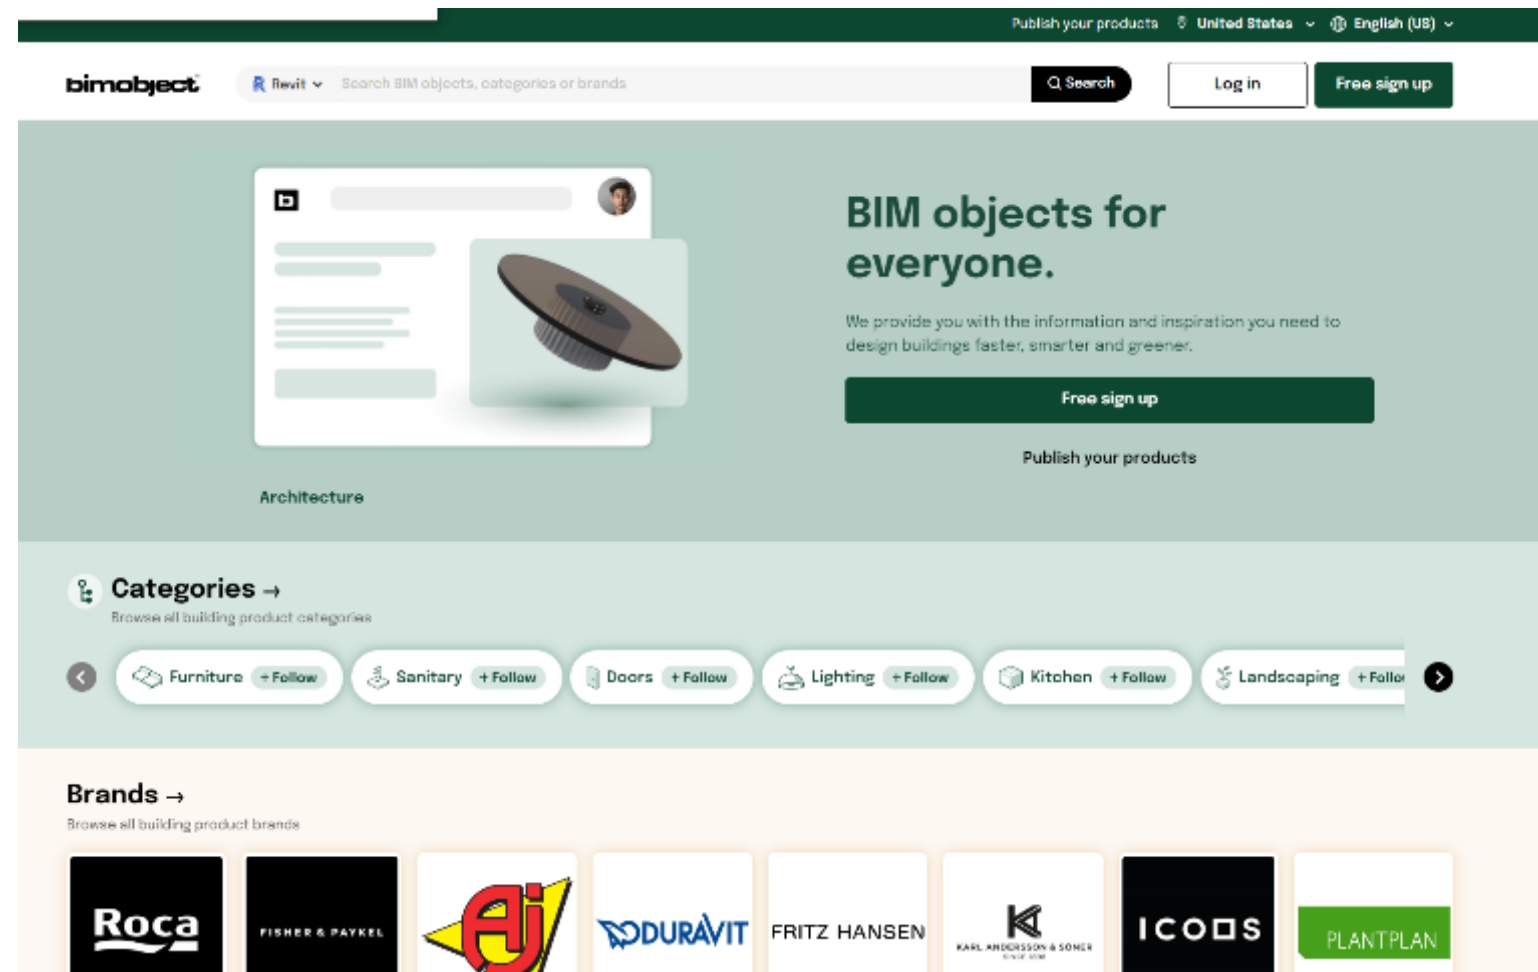 Publish your products United States English (US)
bimobject Revit Search BIM objects, categories or brands Search Log in Free sign up
BIM objects for
everyone.
We provide you with the information and inspiration you need to
design buildings faster, smarter and greener.
Free sign up
Publish your products
Architecture
Categories →
Browse all building product categories
Furniture + Follow Sanitary + Follow Doors + Follow Lighting + Follow Kitchen + Follow Landscaping + Follo
Brands →
Browse all building product brands
Roca FISHER & PAYKEL Aj DURAVIT FRITZ HANSEN KARL ANDERSSON & SÖNER ICONS PLANTPLAN